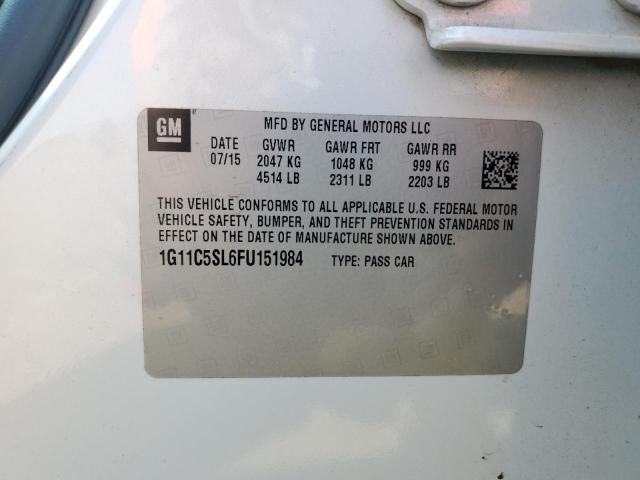 GM
MFD BY GENERAL MOTORS LLC
DATE GVWR GAWR FRT GAWR RR
07/15 2047 KG 1048 KG 999 KG
4514 LB 2311 LB 2203 LB
THIS VEHICLE CONFORMS TO ALL APPLICABLE U.S. FEDERAL MOTOR
VEHICLE SAFETY, BUMPER, AND THEFT PREVENTION STANDARDS IN
EFFECT ON THE DATE OF MANUFACTURE SHOWN ABOVE.
1G11C5SL6FU151984 TYPE: PASS CAR